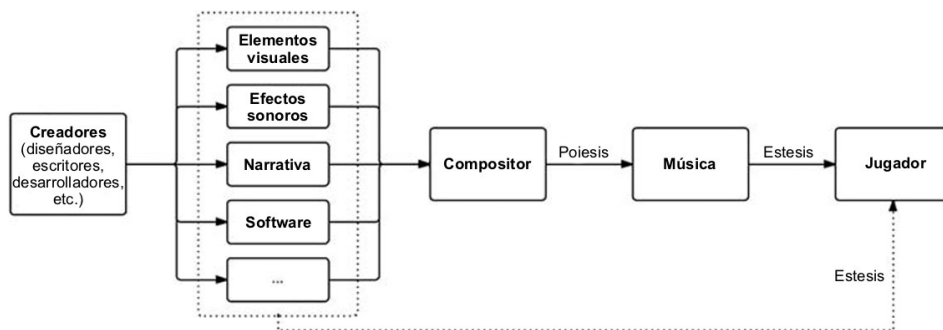 Creadores
(diseñadores,
escritores,
desarrolladores,
etc.)
Elementos
visuales
Efectos
sonoros
Narrativa
Software
...
Compositor
Poiesis
Música
Estesis
Jugador
Estesis